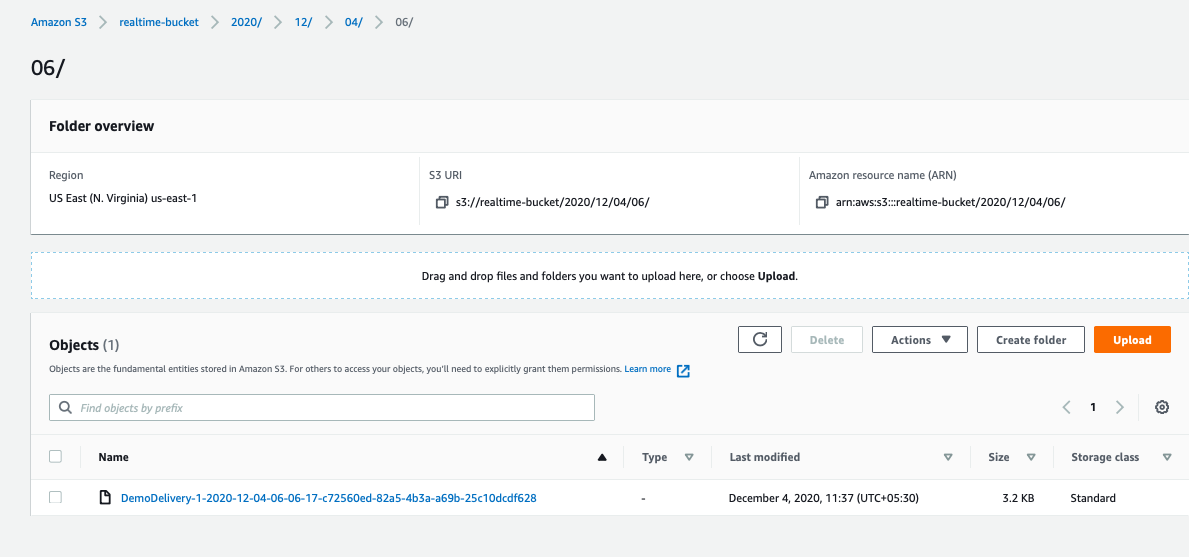 Amazon S3 > realtime-bucket > 2020/ > 12/ > 04/ > 06/
06/
Folder overview
Region S3 URI Amazon resource name (ARN)
US East (N. Virginia) us-east-1 s3://realtime-bucket/2020/12/04/06/ arn:aws:s3:::realtime-bucket/2020/12/04/06/
Drag and drop files and folders you want to upload here, or choose Upload.
Objects (1) Delete Actions Create folder Upload
Objects are the fundamental entities stored in Amazon S3. For others to access your objects, you'll need to explicitly grant them permissions. Learn more
Find objects by prefix < 1 >
Name Type Last modified Size Storage class
DemoDelivery-1-2020-12-04-06-06-17-c72560ed-82a5-4b3a-a69b-25c10dcdf628 - December 4, 2020, 11:37 (UTC+05:30) 3.2 KB Standard